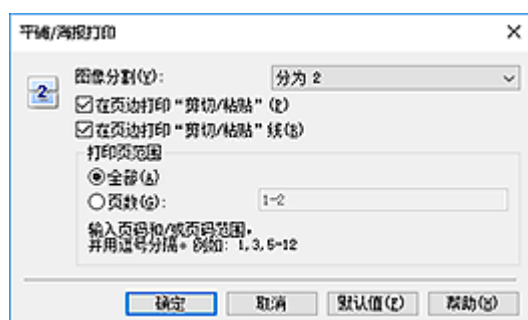 平铺/海报打印
图像分割(V):
分为 2
2
在页边打印“剪切/粘贴”(P)
在页边打印“剪切/粘贴”线(B)
打印页范围
全部(A)
页数(G):
1-2
输入页码和/或页码范围，
并用逗号分隔。例如: 1,3,5-12
确定
取消
默认值(F)
帮助(H)